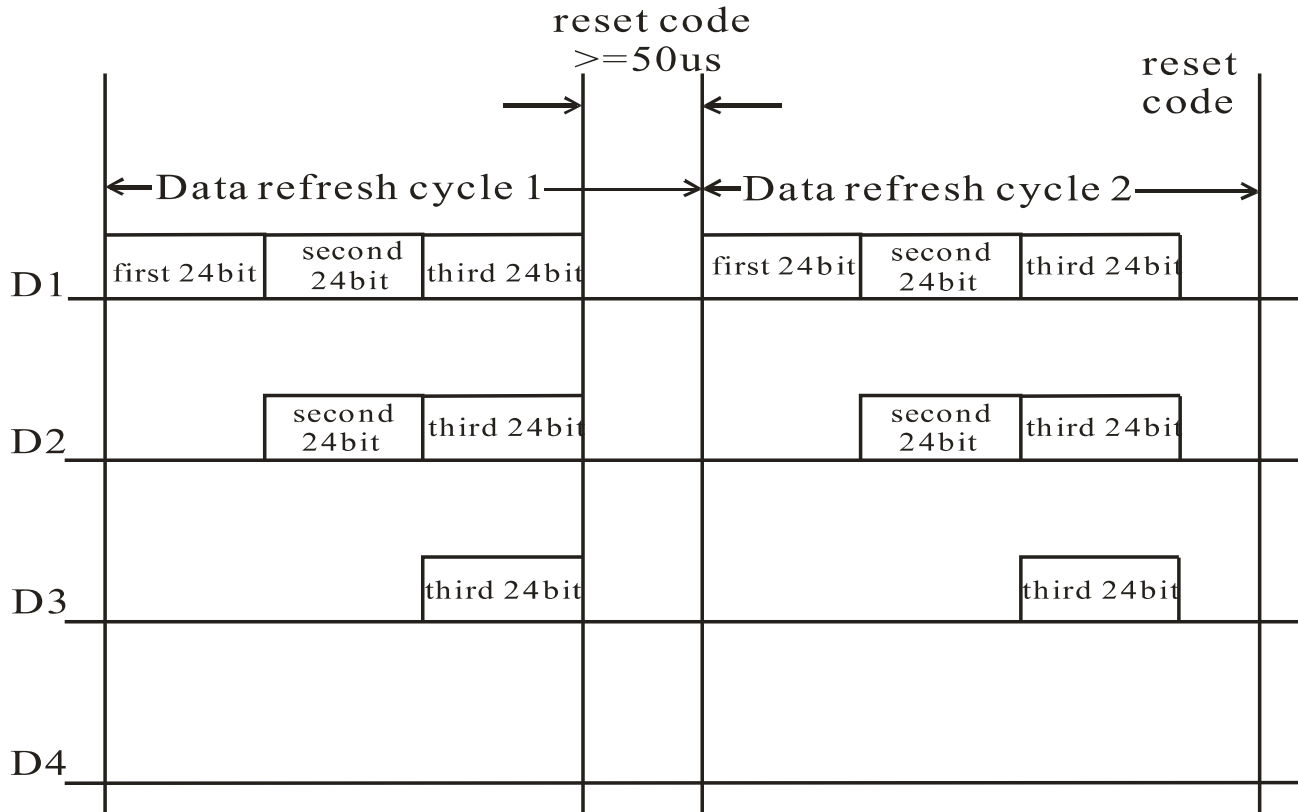 reset code
>=50us
reset
code
Data refresh cycle 1
Data refresh cycle 2
D1
first 24bit
second
24bit
third 24bit
first 24bit
second
24bit
third 24bit
D2
second
24bit
third 24bit
second
24bit
third 24bit
D3
third 24bit
third 24bit
D4